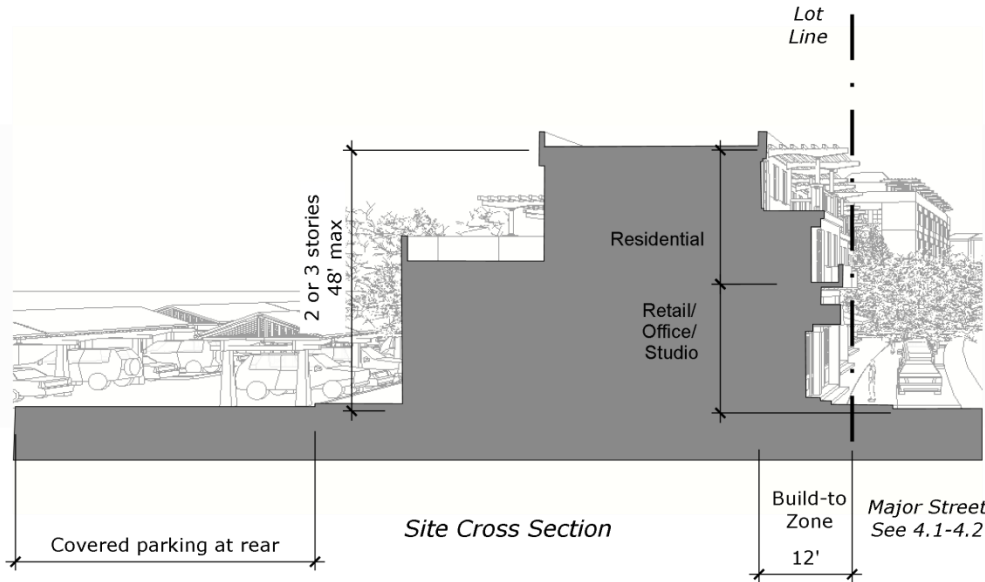 Lot
Line
2 or 3 stories
48' max
Residential
Retail/
Office/
Studio
Covered parking at rear
Site Cross Section
Build-to
Zone
12'
Major Street
See 4.1-4.2